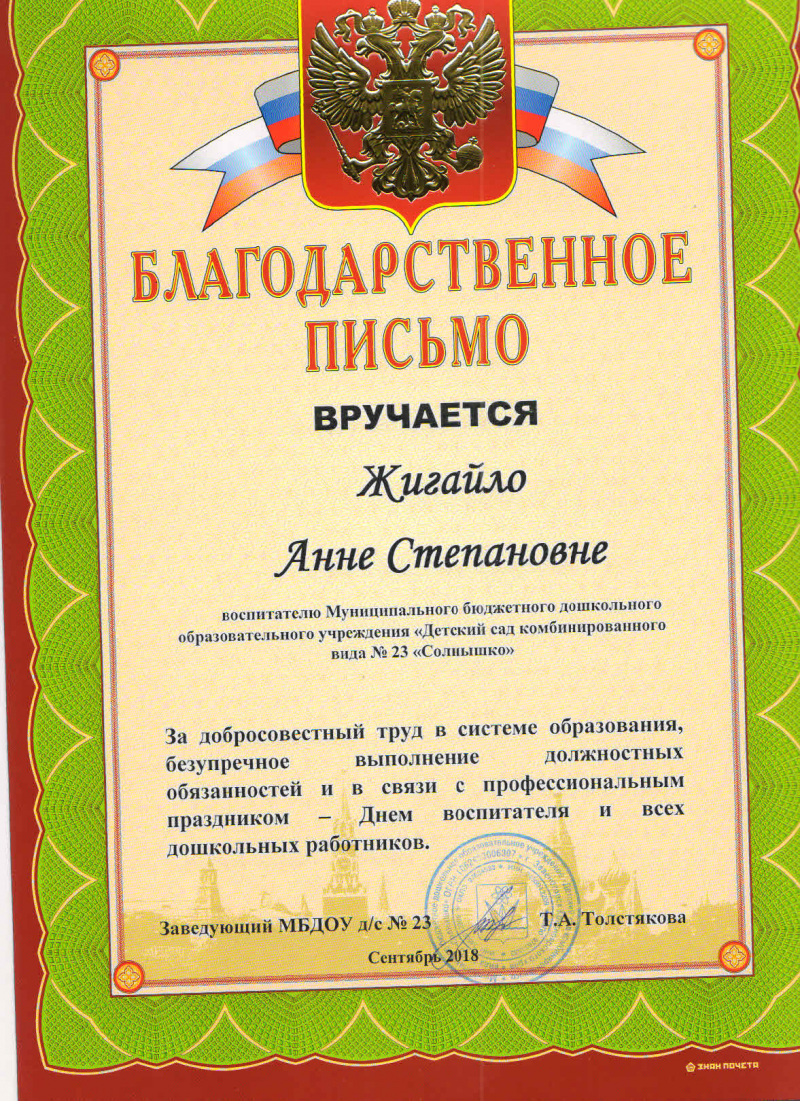 БЛАГОДАРСТВЕННОЕ
ПИСЬМО
ВРУЧАЕТСЯ
Жигайло
Анне Степановне
воспитателю Муниципального бюджетного дошкольного
образовательного учреждения «Детский сад комбинированного
вида № 23 «Солнышко»
За добросовестный труд в системе образования,
безупречное выполнение должностных
обязанностей и в связи с профессиональным
праздником – Днем воспитателя и всех
дошкольных работников.
Заведующий МБДОУ д/с № 23 Т.А. Толстякова
Сентябрь 2018
ЗНАК ПОЧЕТА